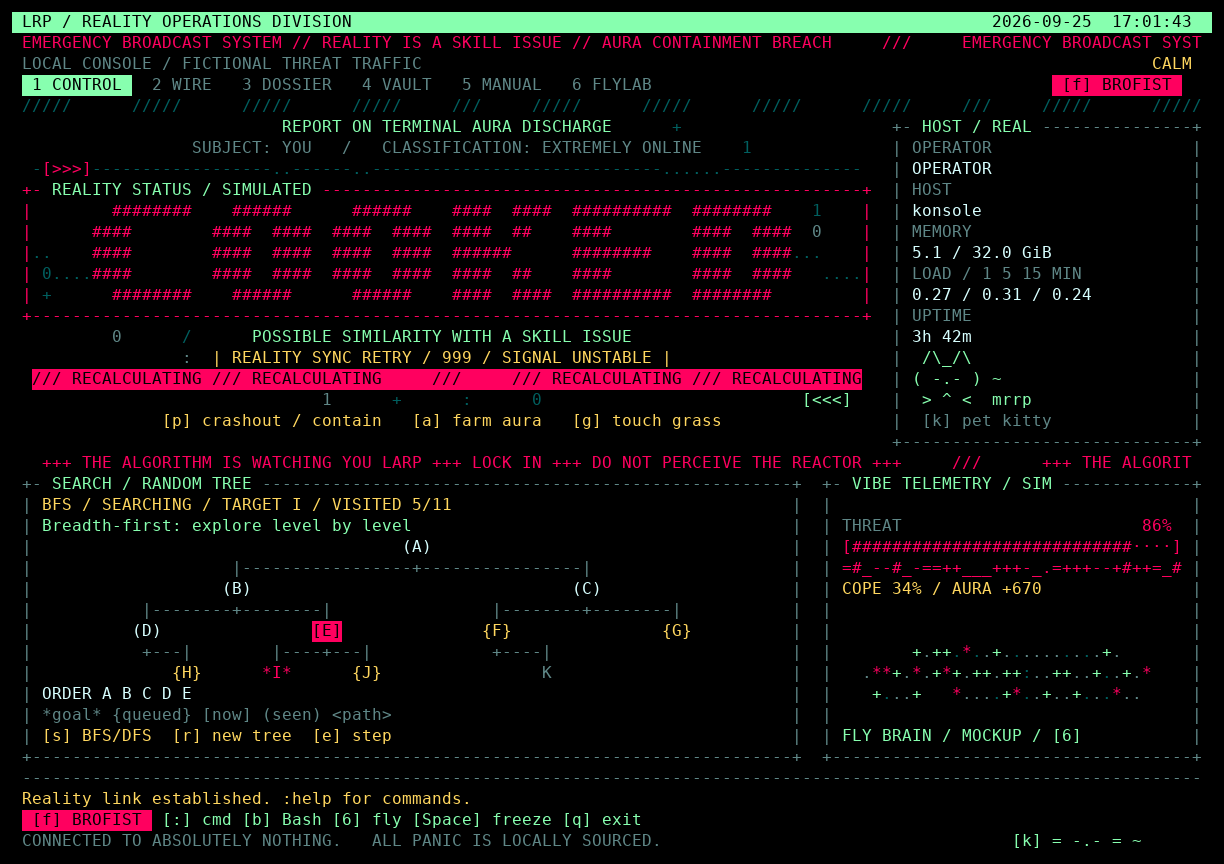 LRP / REALITY OPERATIONS DIVISION 2026-09-25 17:01:43
EMERGENCY BROADCAST SYSTEM // REALITY IS A SKILL ISSUE // AURA CONTAINMENT BREACH /// EMERGENCY BROADCAST SYST
LOCAL CONSOLE / FICTIONAL THREAT TRAFFIC CALM
1 CONTROL 2 WIRE 3 DOSSIER 4 VAULT 5 MANUAL 6 FLYLAB [f] BROFIST
REPORT ON TERMINAL AURA DISCHARGE
SUBJECT: YOU / CLASSIFICATION: EXTREMELY ONLINE 1
-[>>>]
REALITY STATUS / SIMULATED
COOKED
POSSIBLE SIMILARITY WITH A SKILL ISSUE
| REALITY SYNC RETRY / 999 / SIGNAL UNSTABLE |
/// RECALCULATING /// RECALCULATING /// /// RECALCULATING /// RECALCULATING
1 + : 0 [<<<]
[p] crashout / contain [a] farm aura [g] touch grass
HOST / REAL
OPERATOR
OPERATOR
HOST
konsole
MEMORY
5.1 / 32.0 GiB
LOAD / 1 5 15 MIN
0.27 / 0.31 / 0.24
UPTIME
3h 42m
/\_/\
( -.- ) ~
> ^ < mrrp
[k] pet kitty
+++ THE ALGORITHM IS WATCHING YOU LARP +++ LOCK IN +++ DO NOT PERCEIVE THE REACTOR +++ /// +++ THE ALGORIT
SEARCH / RANDOM TREE
BFS / SEARCHING / TARGET I / VISITED 5/11
Breadth-first: explore level by level
(A)
(B) (C)
(D) [E] {F} {G}
{H} *I* {J} K
ORDER A B C D E
*goal* {queued} [now] (seen) <path>
[s] BFS/DFS [r] new tree [e] step
VIBE TELEMETRY / SIM
THREAT 86%
[############################····]
=#_--#_-==++___+++-_.=+++--+#++=_#
COPE 34% / AURA +670
FLY BRAIN / MOCKUP / [6]
Reality link established. :help for commands.
[f] BROFIST [:] cmd [b] Bash [6] fly [Space] freeze [q] exit
CONNECTED TO ABSOLUTELY NOTHING. ALL PANIC IS LOCALLY SOURCED. [k] = -.- = ~